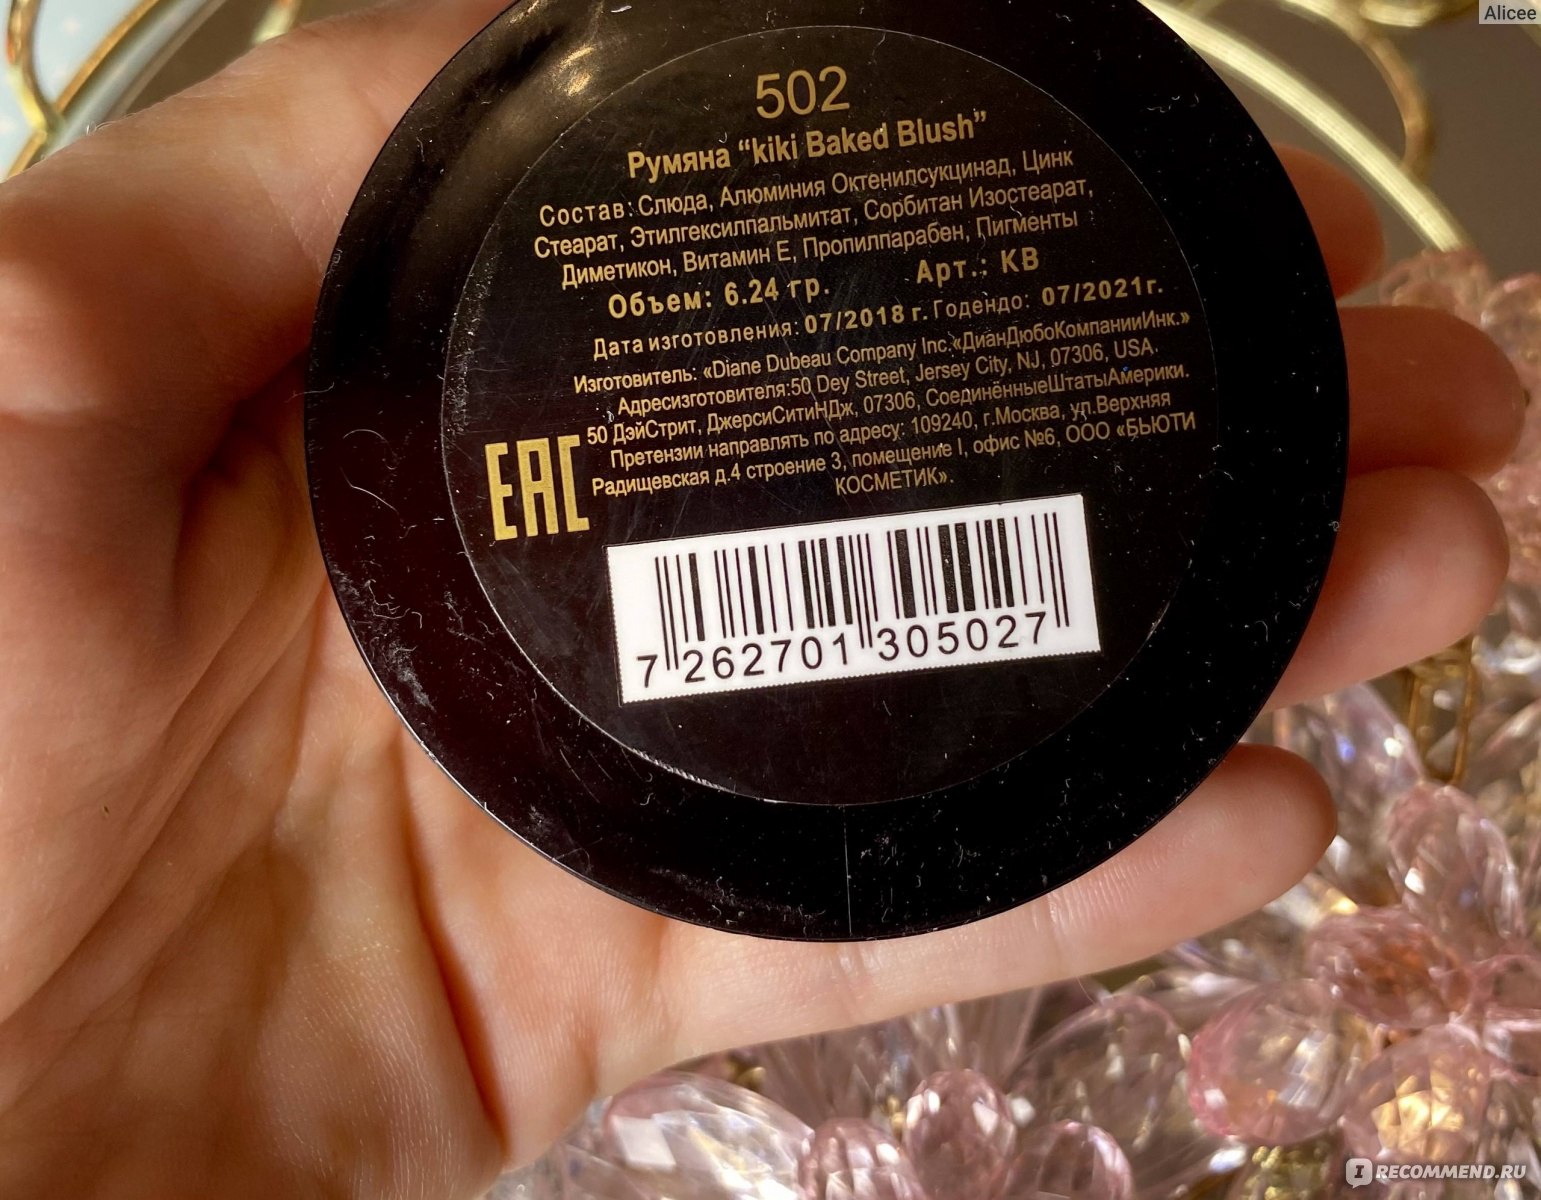 Alicee
502
Румяна “kiki Baked Blush”
Состав: Слюда, Алюминия Октенилсукцинад, Цинк
Стеарат, Этилгексилпальмитат, Сорбитан Изостеарат,
Диметикон, Витамин Е, Пропилпарабен, Пигменты
Объем: 6.24 гр. Арт.: КВ
Дата изготовления: 07/2018 г. Годендо: 07/2021г.
Изготовитель: «Diane Dubeau Company Inc.«ДианДюбоКомпанииИнк.»
Адресизготовителя:50 Dey Street, Jersey City, NJ, 07306, USA.
50 ДэйСтрит, ДжерсиСитиНДж, 07306, СоединённыеШтатыАмерики.
Претензии направлять по адресу: 109240, г.Москва, ул.Верхняя
Радищевская д.4 строение 3, помещение I, офис №6, ООО «БЬЮТИ
КОСМЕТИК».
EAC
7 262701 305027
IRECOMMEND.RU